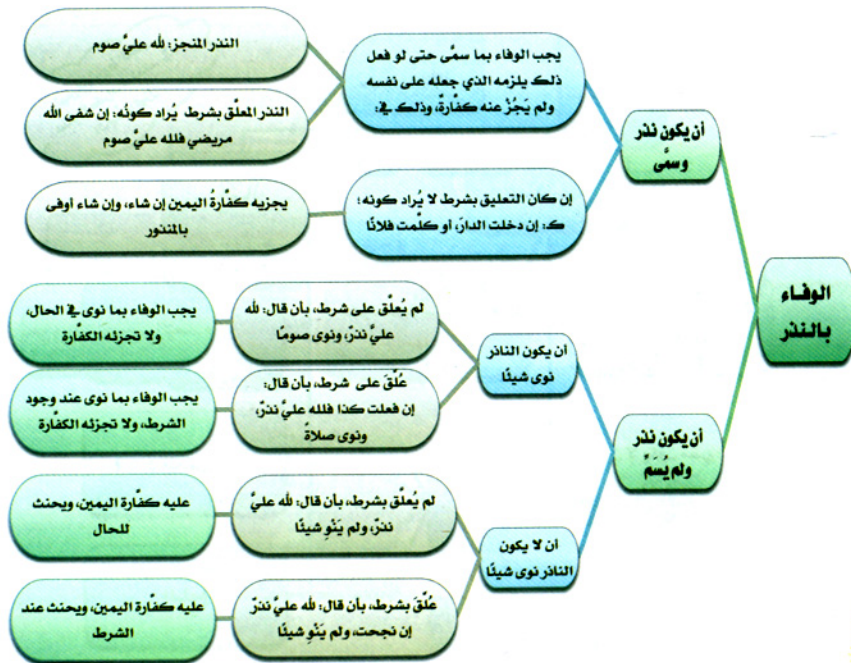 الوفاء
بالنذر
أن يكون نذر
وسمَّى
يجب الوفاء بما سمَّى حتى لو فعل
ذلك يلزمه الذي جعله على نفسه
ولم يَجُزْ عنه كفَّارةٌ، وذلك في:
النذر المنجز: لله عليَّ صوم
النذر المعلَّق بشرط يُراد كونُه: إن شفى الله
مريضي فلله عليَّ صوم
إن كان التعليق بشرط لا يُراد كونه؛
كـ: إن دخلت الدارَ، أو كلَّمت فلانًا
يجزيه كفَّارةُ اليمين إن شاء، وإن شاء أوفى
بالمنذور
أن يكون نذر
ولم يُسَمِّ
أن يكون الناذر
نوى شيئًا
لم يُعلَّق على شرط، بأن قال: لله
عليَّ نذرٌ، ونوى صومًا
يجب الوفاء بما نوى في الحال،
ولا تجزئه الكفَّارة
عُلِّقَ على شرط، بأن قال:
إن فعلت كذا فلله عليَّ نذرٌ،
ونوى صلاةً
يجب الوفاء بما نوى عند وجود
الشرط، ولا تجزئه الكفَّارة
أن لا يكون
الناذر نوى شيئًا
لم يُعلَّق بشرط، بأن قال: لله عليَّ
نذرٌ، ولم يَنْوِ شيئًا
عليه كفَّارة اليمين، ويحنث
للحال
عُلِّقَ بشرط، بأن قال: لله عليَّ نذرٌ
إن نجحت، ولم يَنْوِ شيئًا
عليه كفَّارة اليمين، ويحنث عند
الشرط